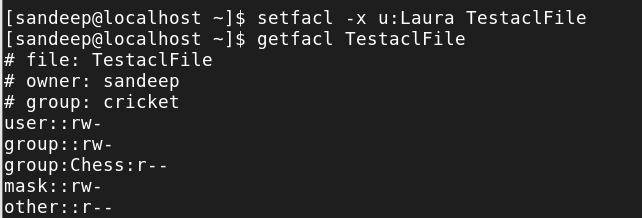 [sandeep@localhost ~]$ setfacl -x u:Laura TestaclFile
[sandeep@localhost ~]$ getfacl TestaclFile
# file: TestaclFile
# owner: sandeep
# group: cricket
user::rw-
group::rw-
group:Chess:r--
mask::rw-
other::r--